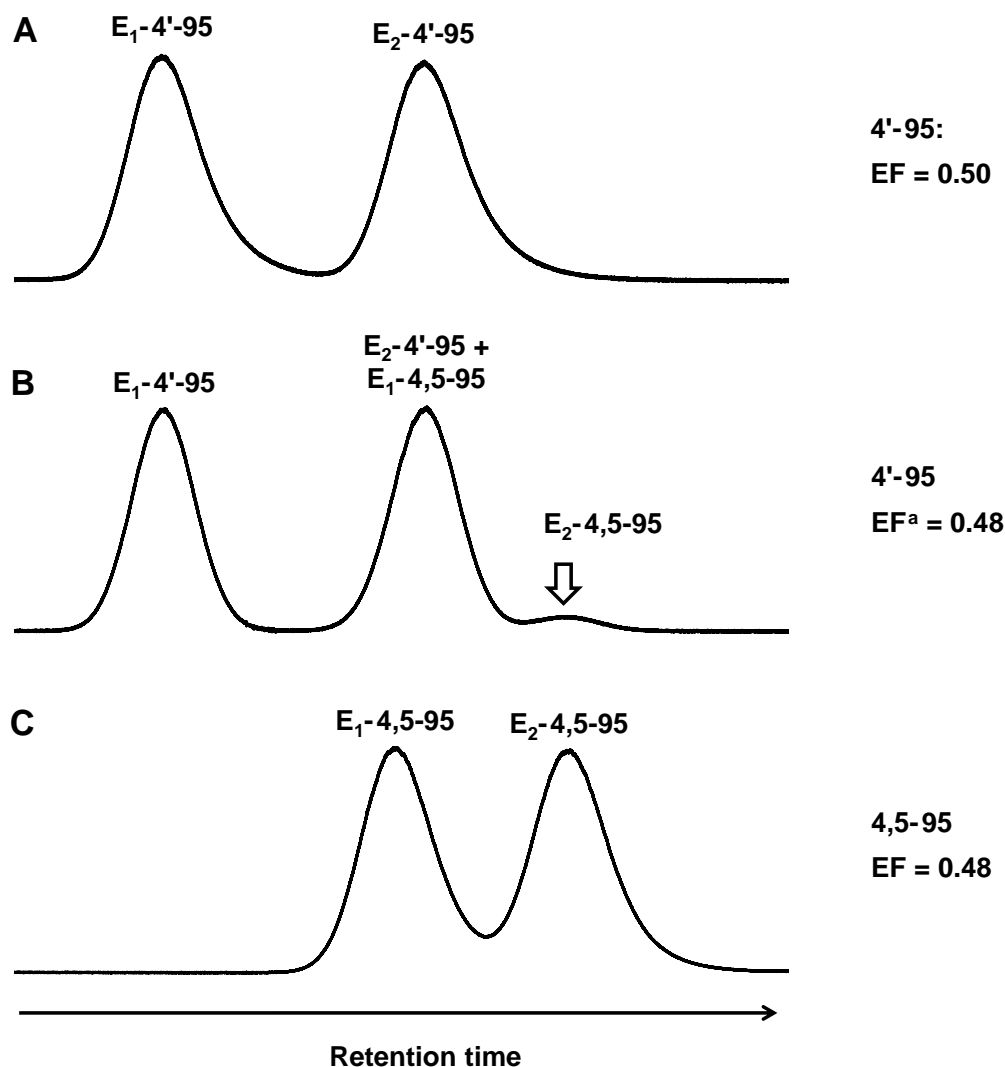 A
E₁-4'-95
E₂-4'-95
4'-95:
EF = 0.50
B
E₁-4'-95
E₂-4'-95 +
E₁-4,5-95
E₂-4,5-95
4'-95
EFᵃ = 0.48
C
E₁-4,5-95
E₂-4,5-95
4,5-95
EF = 0.48
Retention time